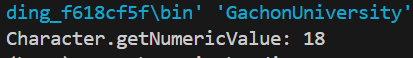 ding_f618cf5f\bin' 'GachonUniversity'
Character.getNumericValue: 18